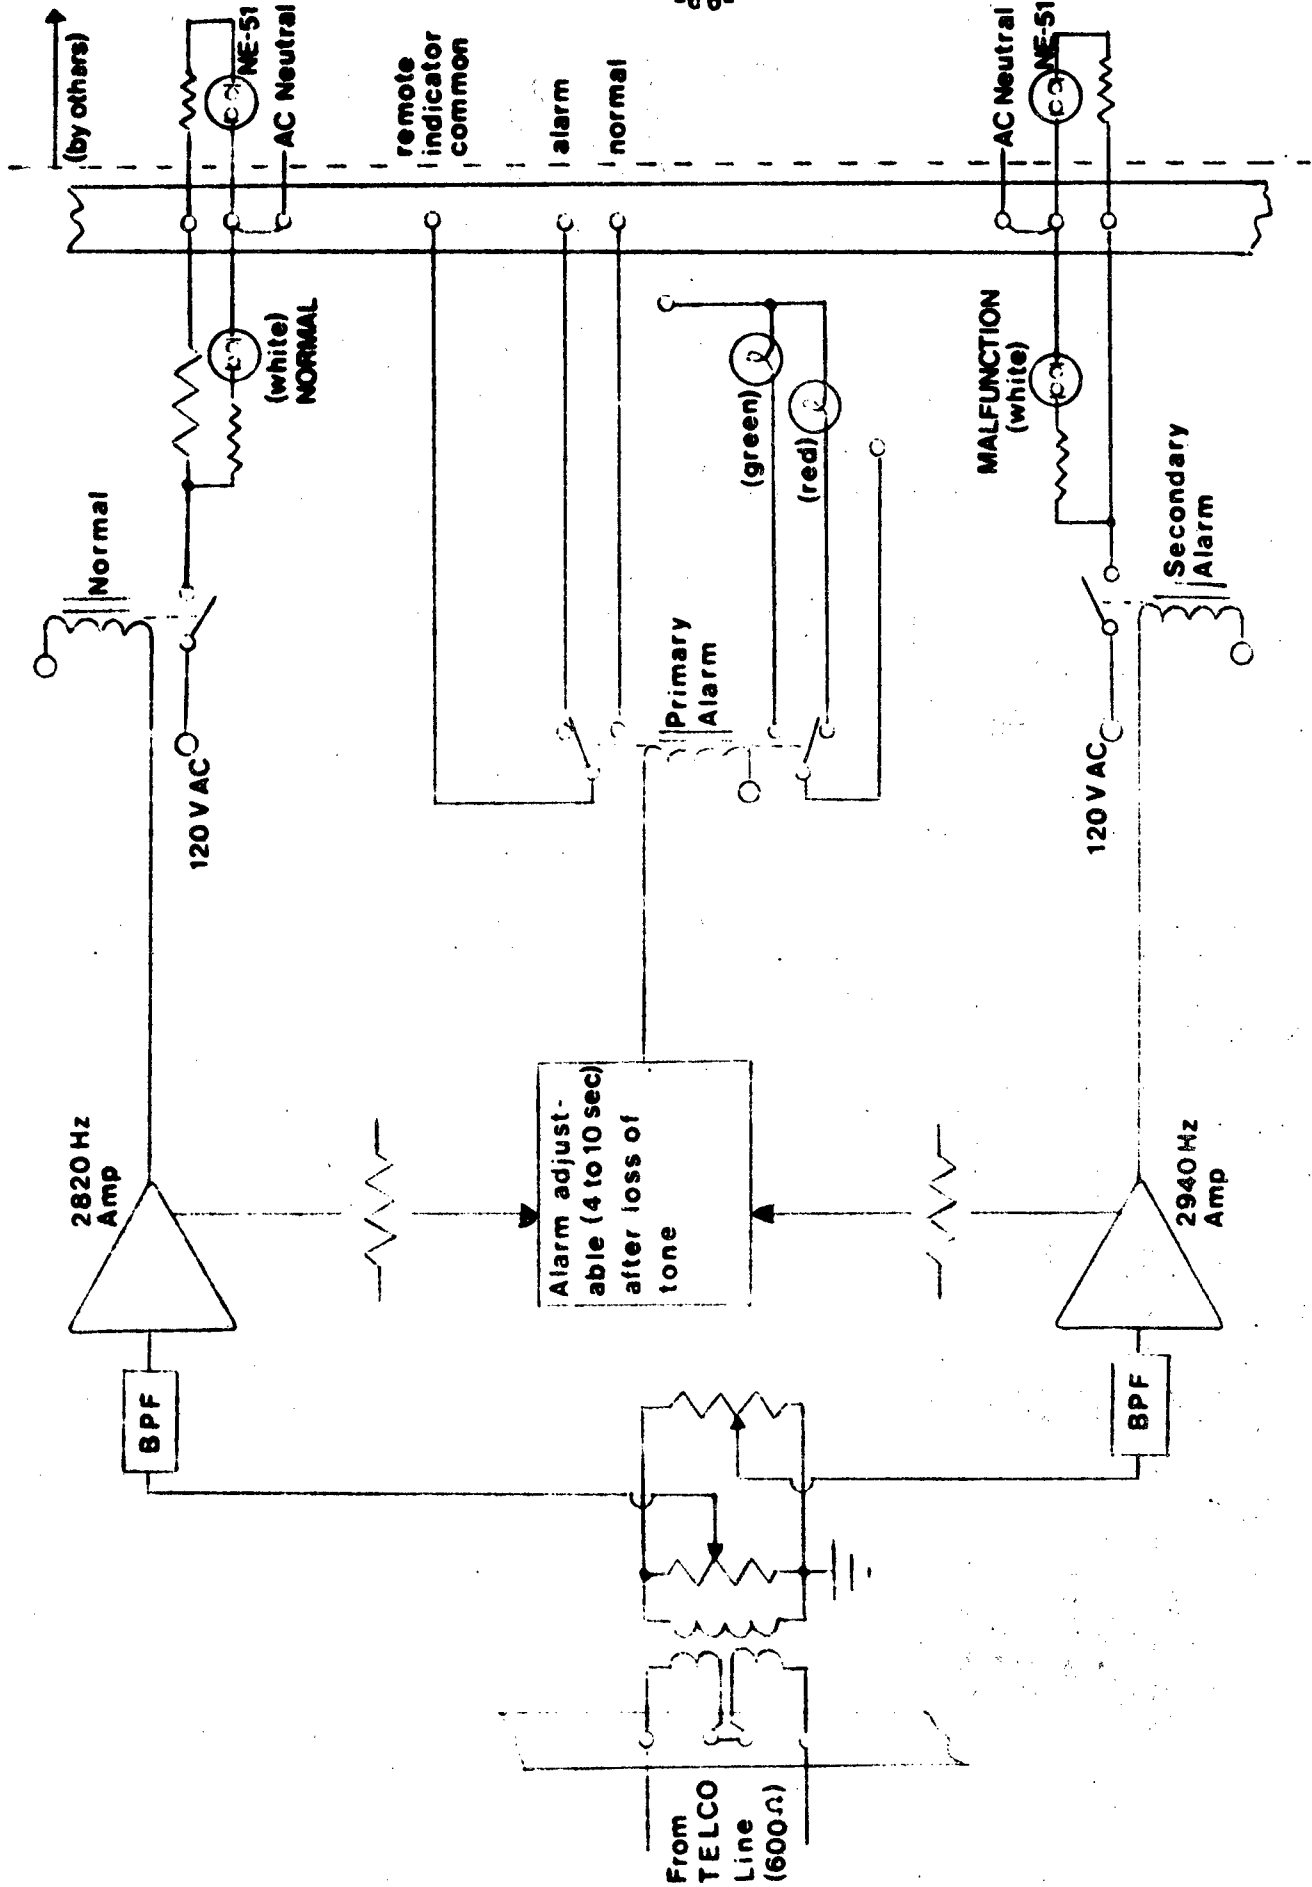 From
TELCO
Line
(600Ω)
BPF
2820 Hz
Amp
BPF
2940 Hz
Amp
Alarm adjust-
able (4 to 10 sec)
after loss of
tone
Normal
120 V AC
Primary
Alarm
120 V AC
Secondary
Alarm
(white)
NORMAL
(green)
(red)
MALFUNCTION
(white)
(by others)
NE-51
AC Neutral
remote
indicator
common
alarm
normal
AC Neutral
NE-51